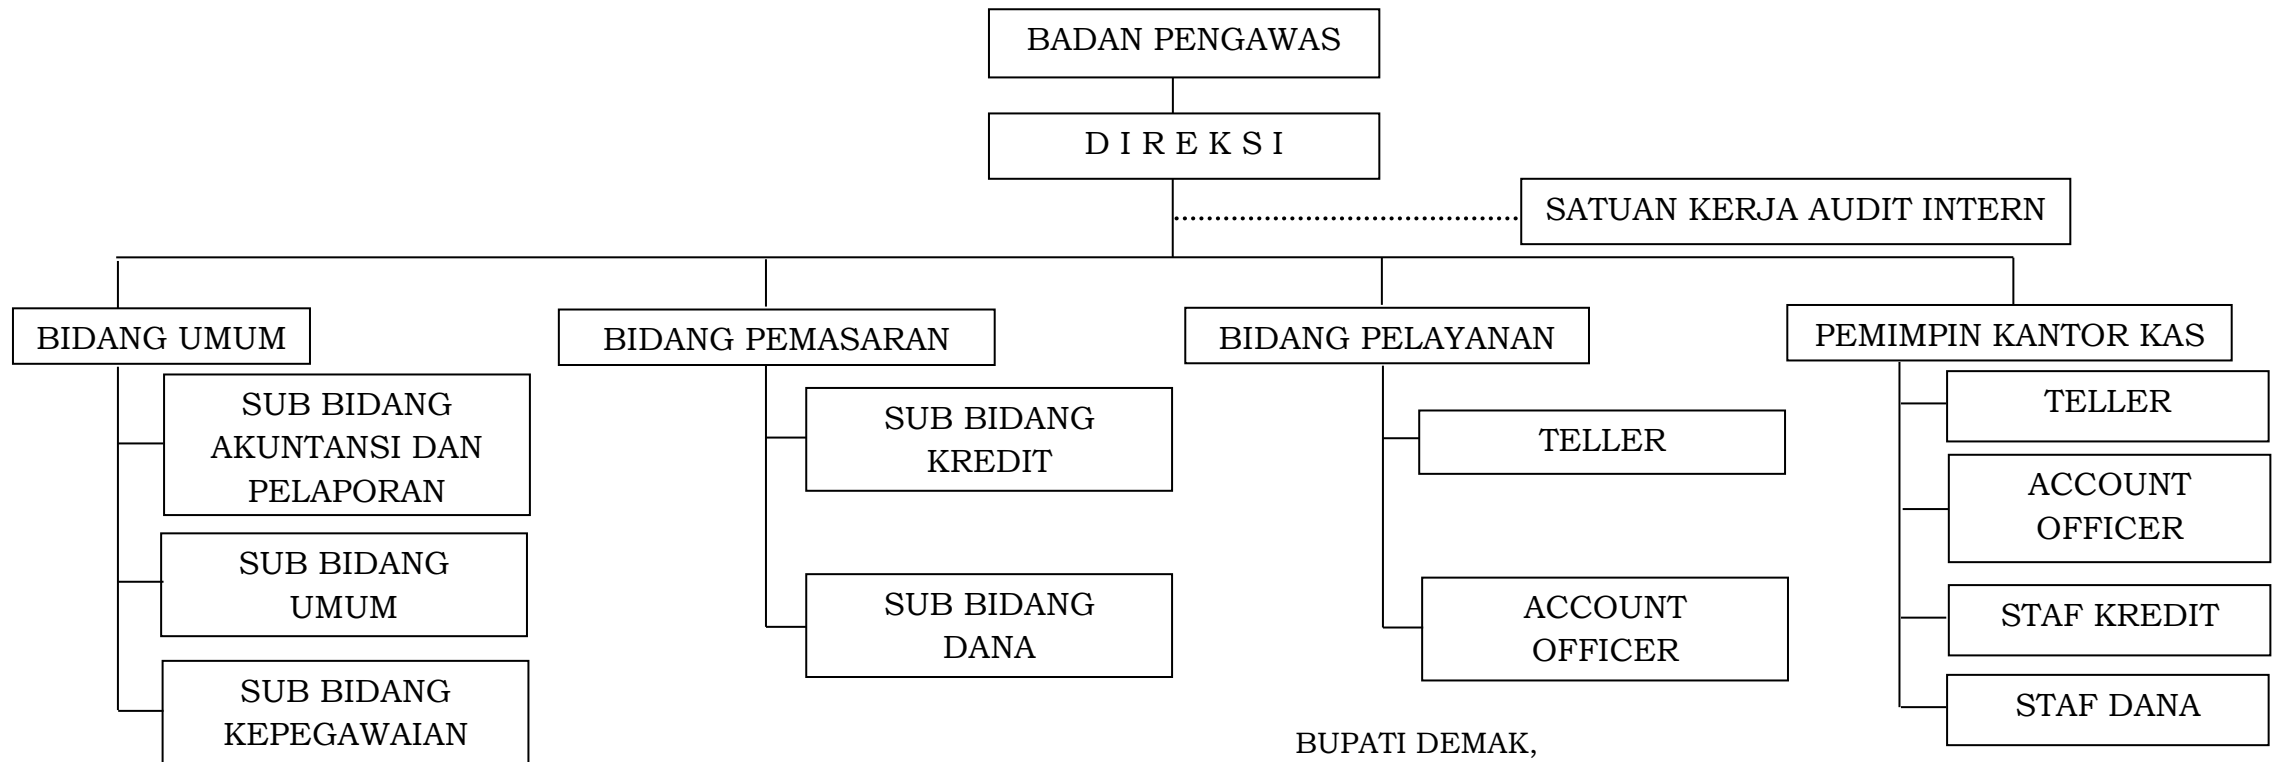 BADAN PENGAWAS
D I R E K S I
SATUAN KERJA AUDIT INTERN
BIDANG UMUM
SUB BIDANG
AKUNTANSI DAN
PELAPORAN
SUB BIDANG
UMUM
SUB BIDANG
KEPEGAWAIAN
BIDANG PEMASARAN
SUB BIDANG
KREDIT
SUB BIDANG
DANA
BIDANG PELAYANAN
TELLER
ACCOUNT
OFFICER
PEMIMPIN KANTOR KAS
TELLER
ACCOUNT
OFFICER
STAF KREDIT
STAF DANA
BUPATI DEMAK,